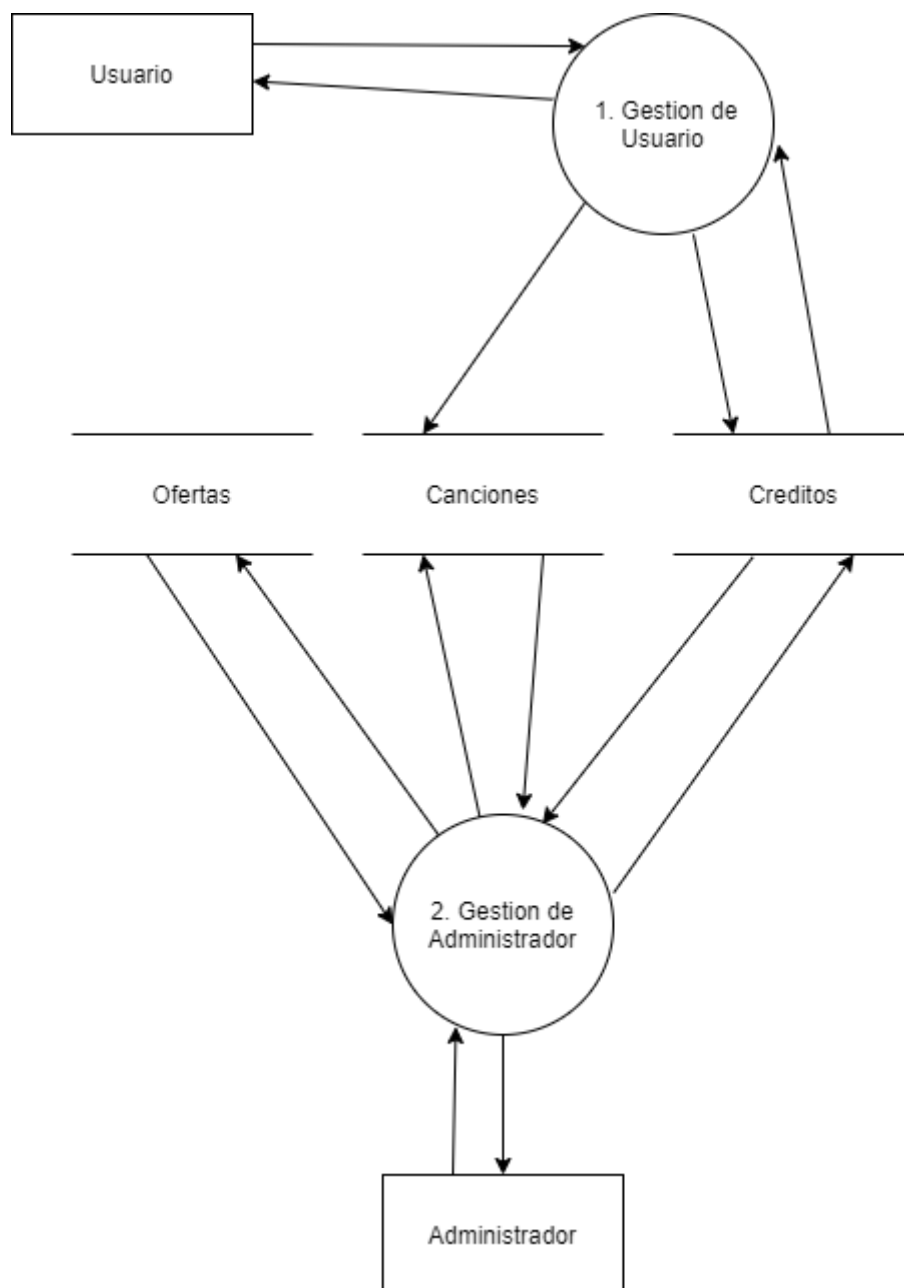 Usuario
1. Gestion de
Usuario
Ofertas
Canciones
Creditos
2. Gestion de
Administrador
Administrador